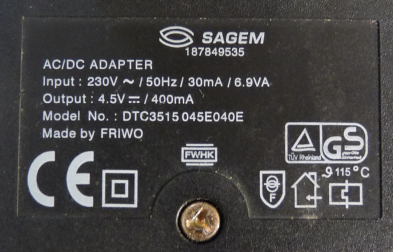 SAGEM
187849535
AC/DC ADAPTER
Input : 230V ~ / 50Hz / 30mA / 6.9VA
Output : 4.5V ⎓ / 400mA
Model No. : DTC3515 045E040E
Made by FRIWO
FWHK
TÜV Rheinland
GS
CE
F
115°C